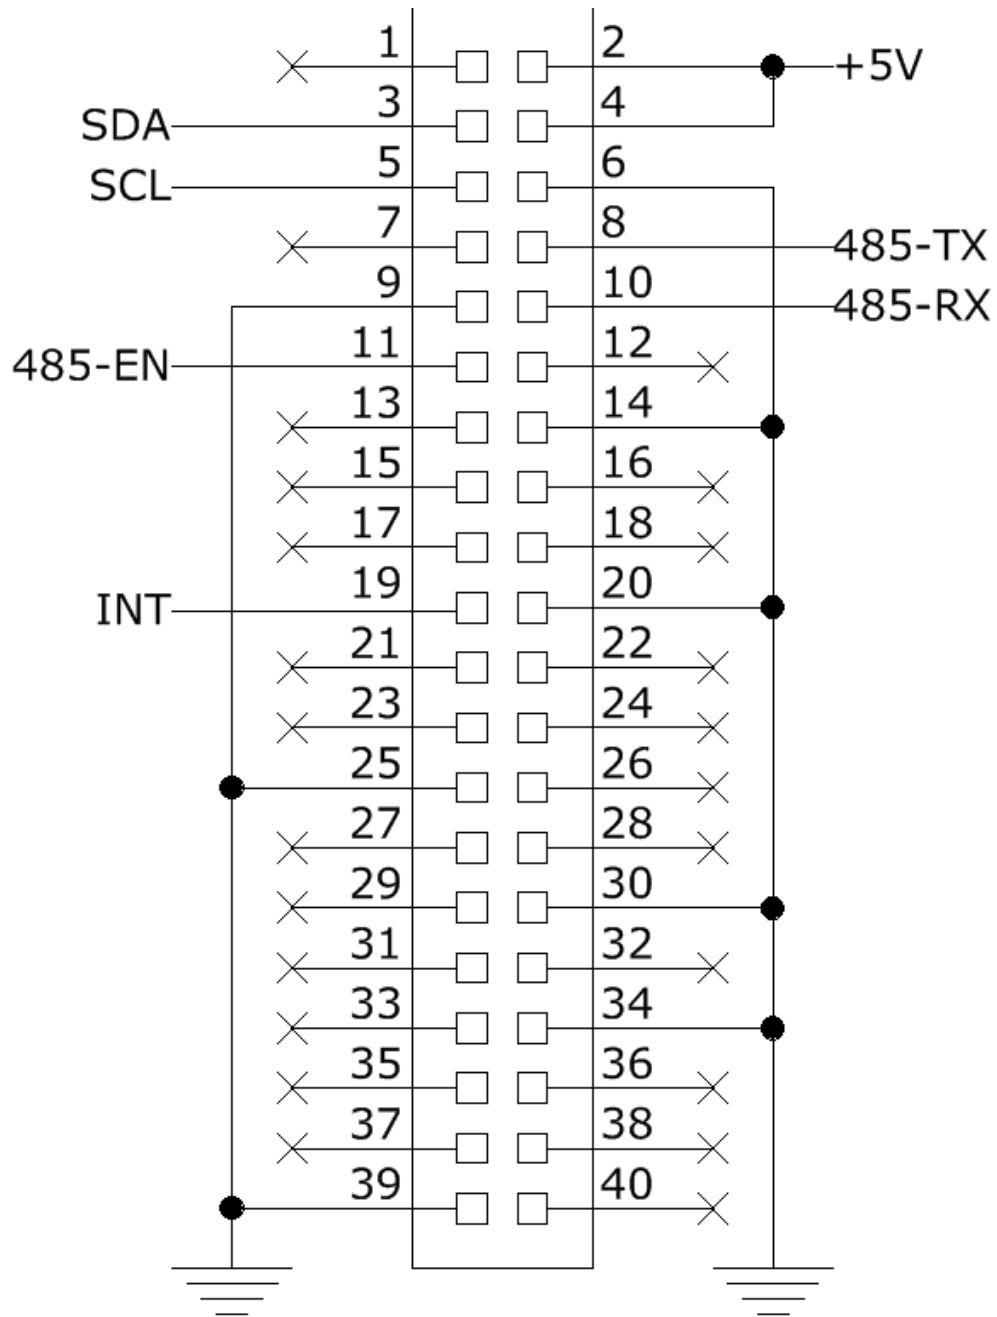 1 2 +5V
SDA 3 4
SCL 5 6
7 8 485-TX
9 10 485-RX
485-EN 11 12
13 14
15 16
17 18
INT 19 20
21 22
23 24
25 26
27 28
29 30
31 32
33 34
35 36
37 38
39 40